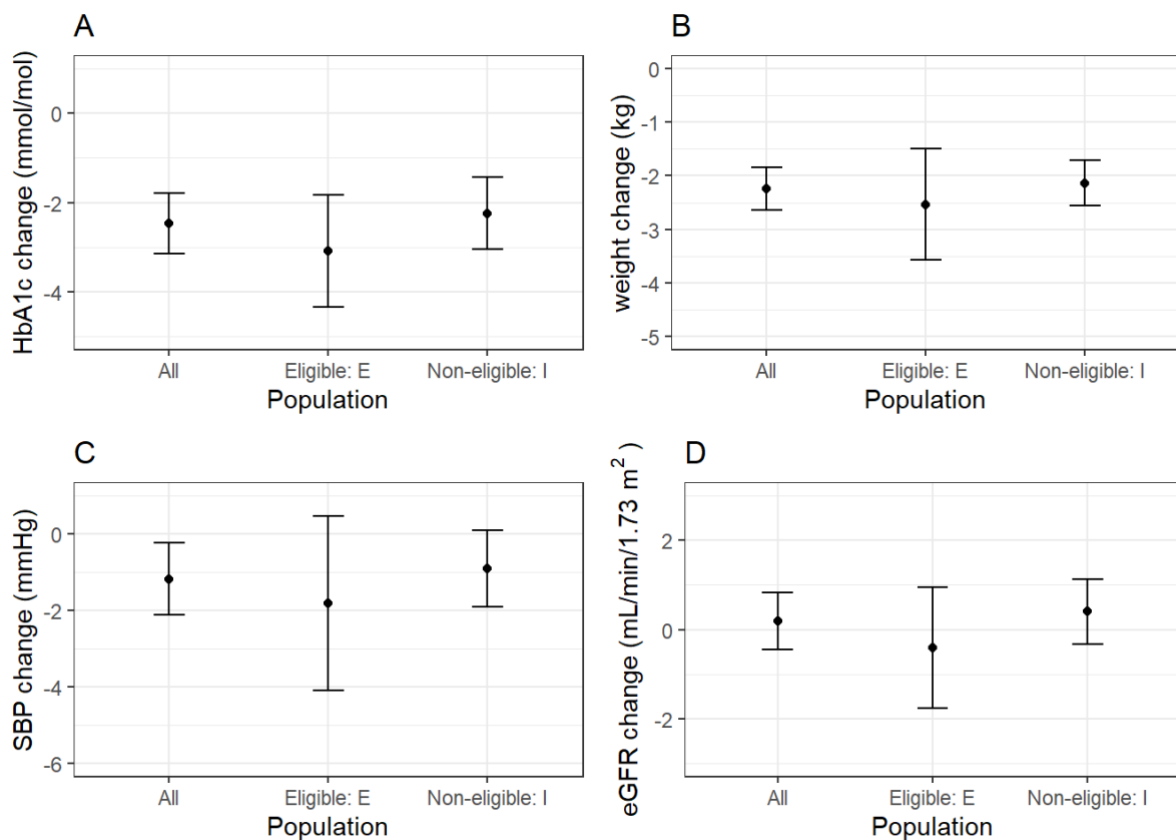 A
HbA1c change (mmol/mol)
0
-2
-4
All
Eligible: E
Non-eligible: I
Population
B
weight change (kg)
0
-1
-2
-3
-4
-5
All
Eligible: E
Non-eligible: I
Population
C
SBP change (mmHg)
0
-2
-4
-6
All
Eligible: E
Non-eligible: I
Population
D
eGFR change (mL/min/1.73 m²)
2
0
-2
All
Eligible: E
Non-eligible: I
Population